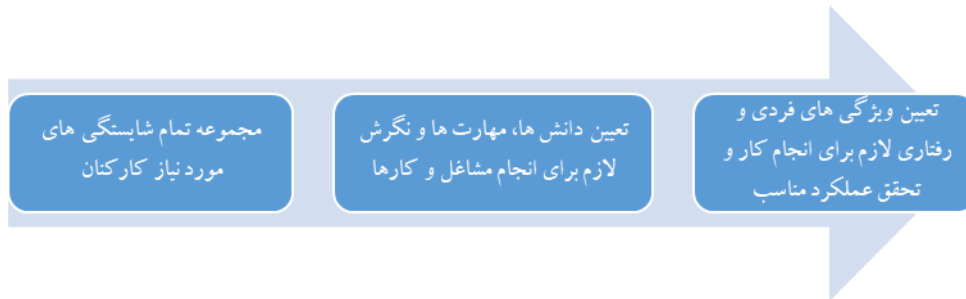 تعیین ویژگی های فردی و
رفتاری لازم برای انجام کار و
تحقق عملکرد مناسب
تعیین دانش ها، مهارت ها و نگرش
لازم برای انجام مشاغل و کارها
مجموعه تمام شایستگی های
مورد نیاز کارکنان